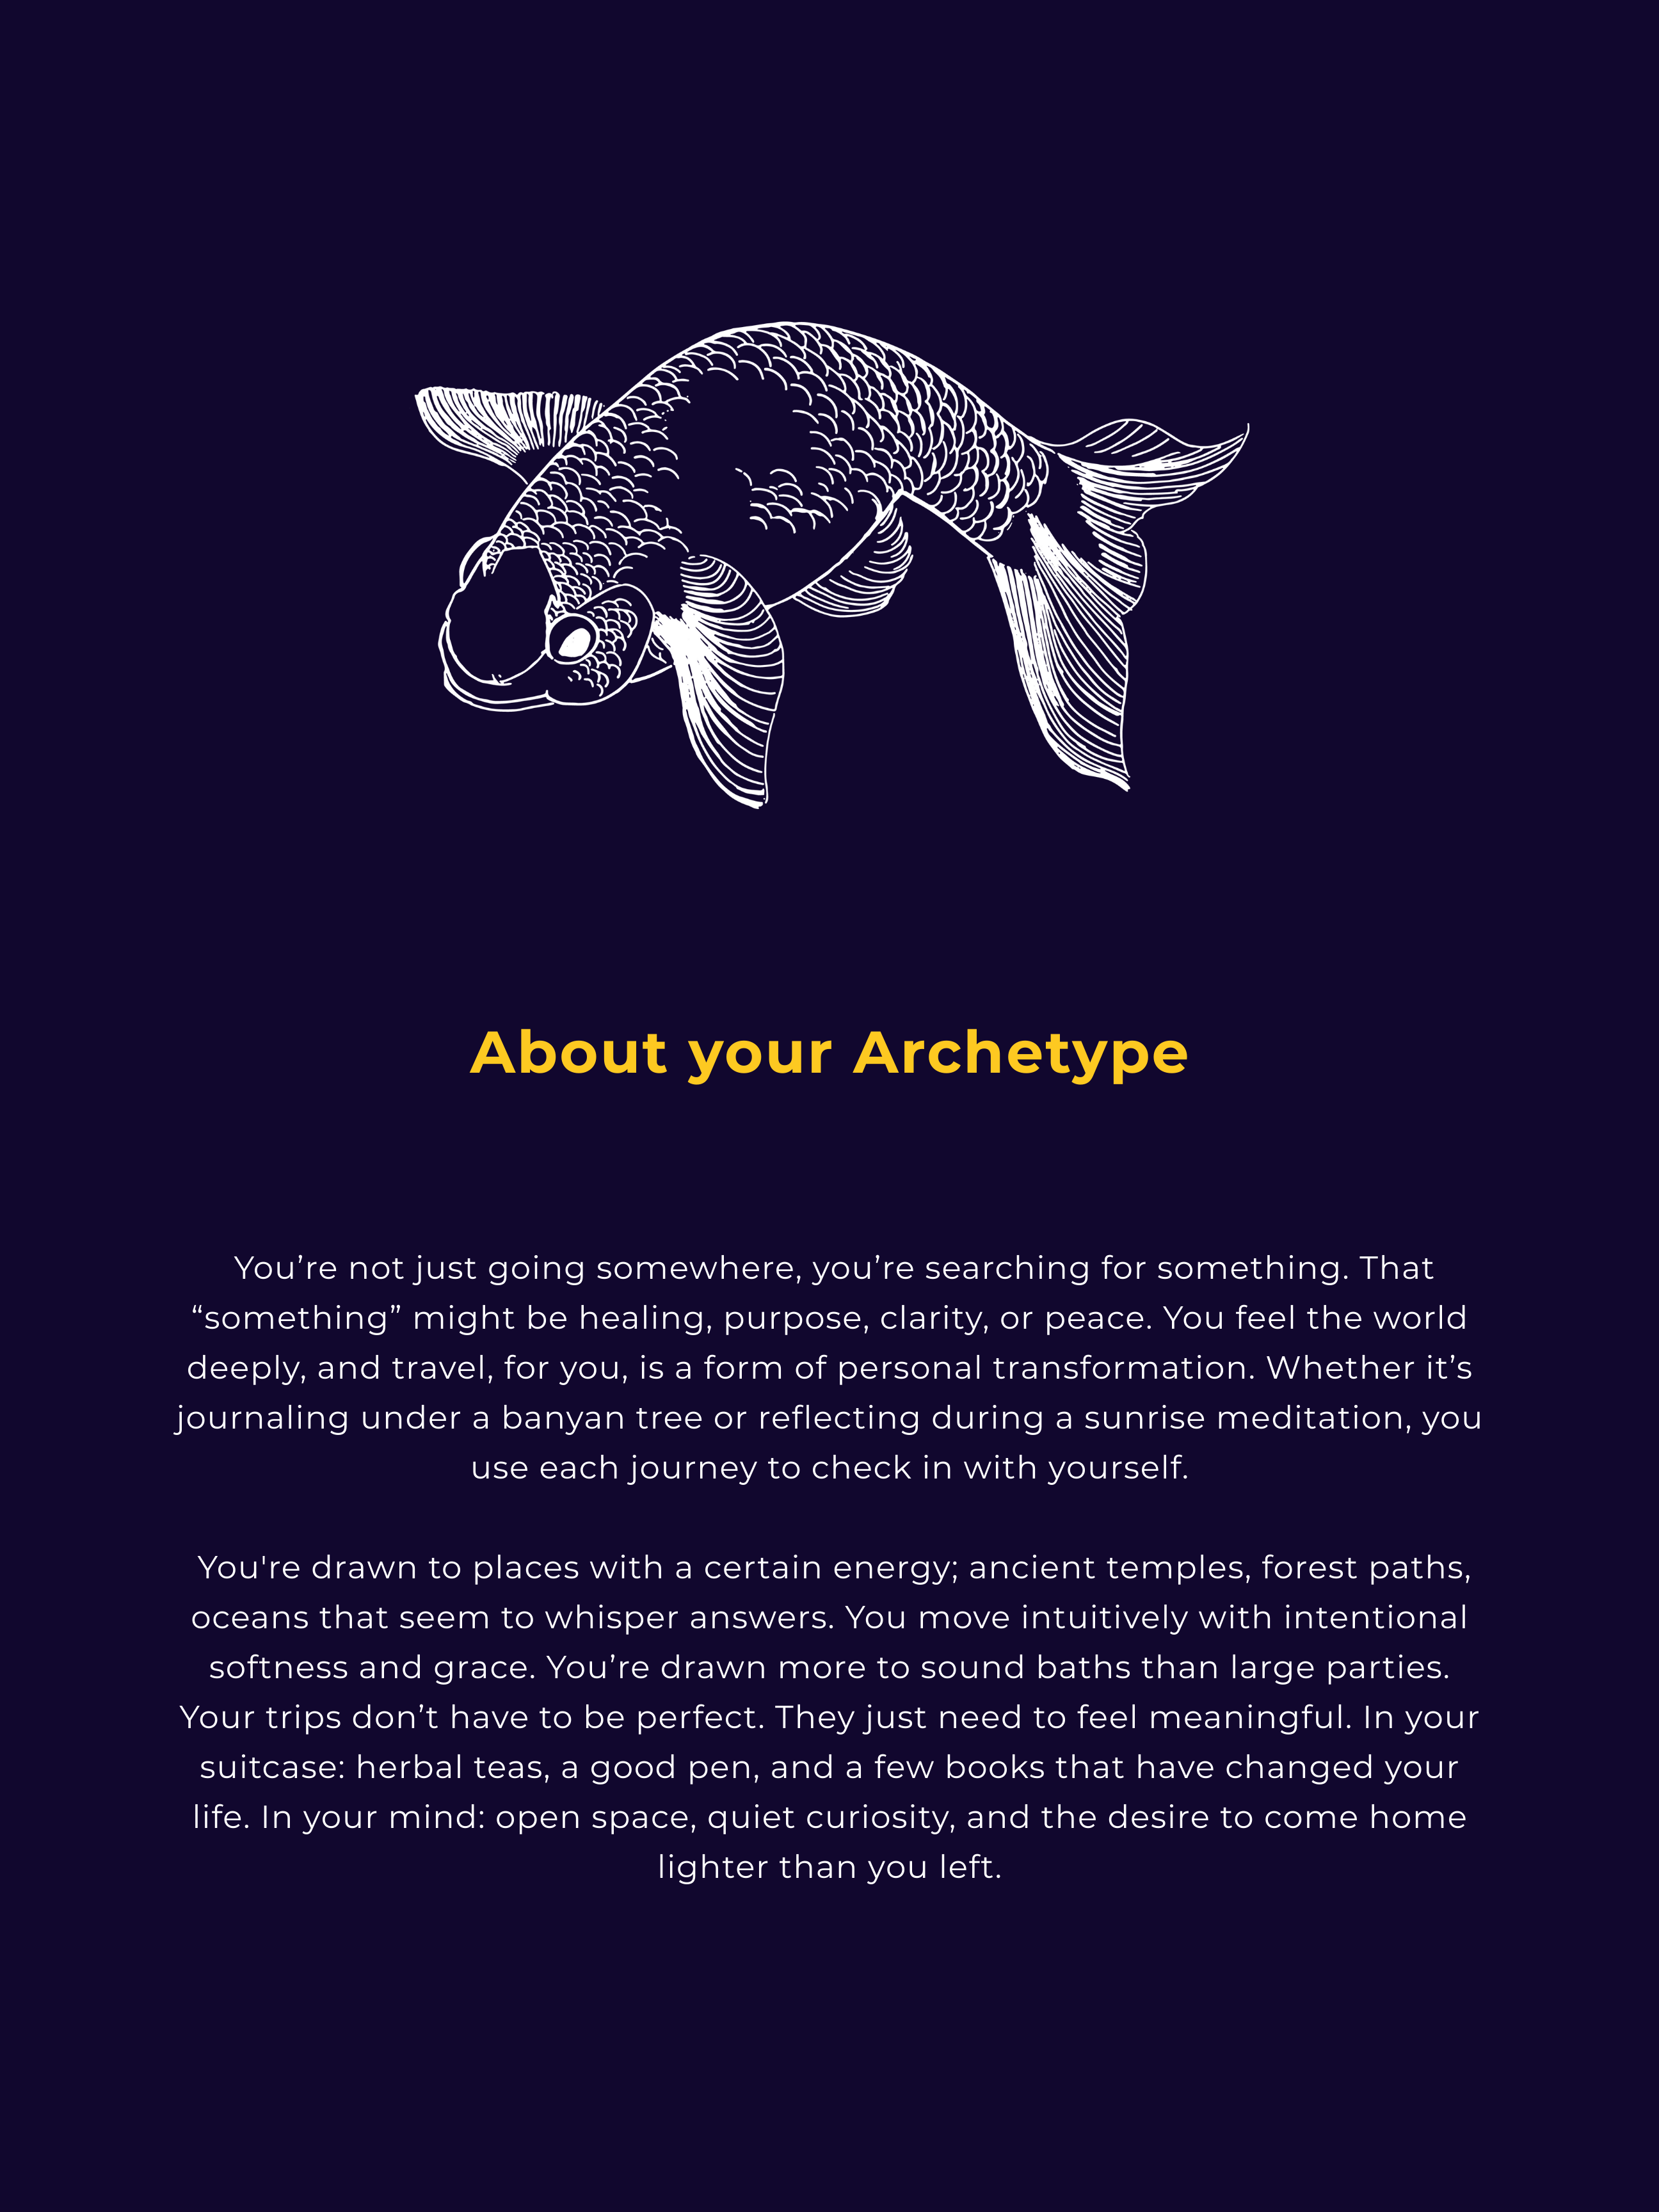 About your Archetype
You’re not just going somewhere, you’re searching for something. That
“something” might be healing, purpose, clarity, or peace. You feel the world
deeply, and travel, for you, is a form of personal transformation. Whether it’s
journaling under a banyan tree or reflecting during a sunrise meditation, you
use each journey to check in with yourself.
You're drawn to places with a certain energy; ancient temples, forest paths,
oceans that seem to whisper answers. You move intuitively with intentional
softness and grace. You’re drawn more to sound baths than large parties.
Your trips don’t have to be perfect. They just need to feel meaningful. In your
suitcase: herbal teas, a good pen, and a few books that have changed your
life. In your mind: open space, quiet curiosity, and the desire to come home
lighter than you left.